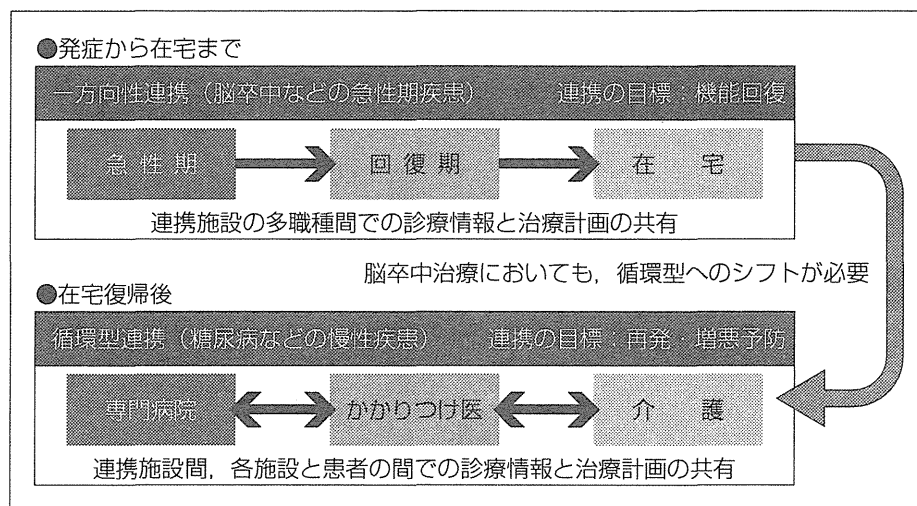 ●発症から在宅まで
一方向性連携（脳卒中などの急性期疾患） 連携の目標：機能回復
急性期 回復期 在宅
連携施設の多職種間での診療情報と治療計画の共有
脳卒中治療においても，循環型へのシフトが必要
●在宅復帰後
循環型連携（糖尿病などの慢性疾患） 連携の目標：再発・増悪予防
専門病院 かかりつけ医 介護
連携施設間，各施設と患者の間での診療情報と治療計画の共有